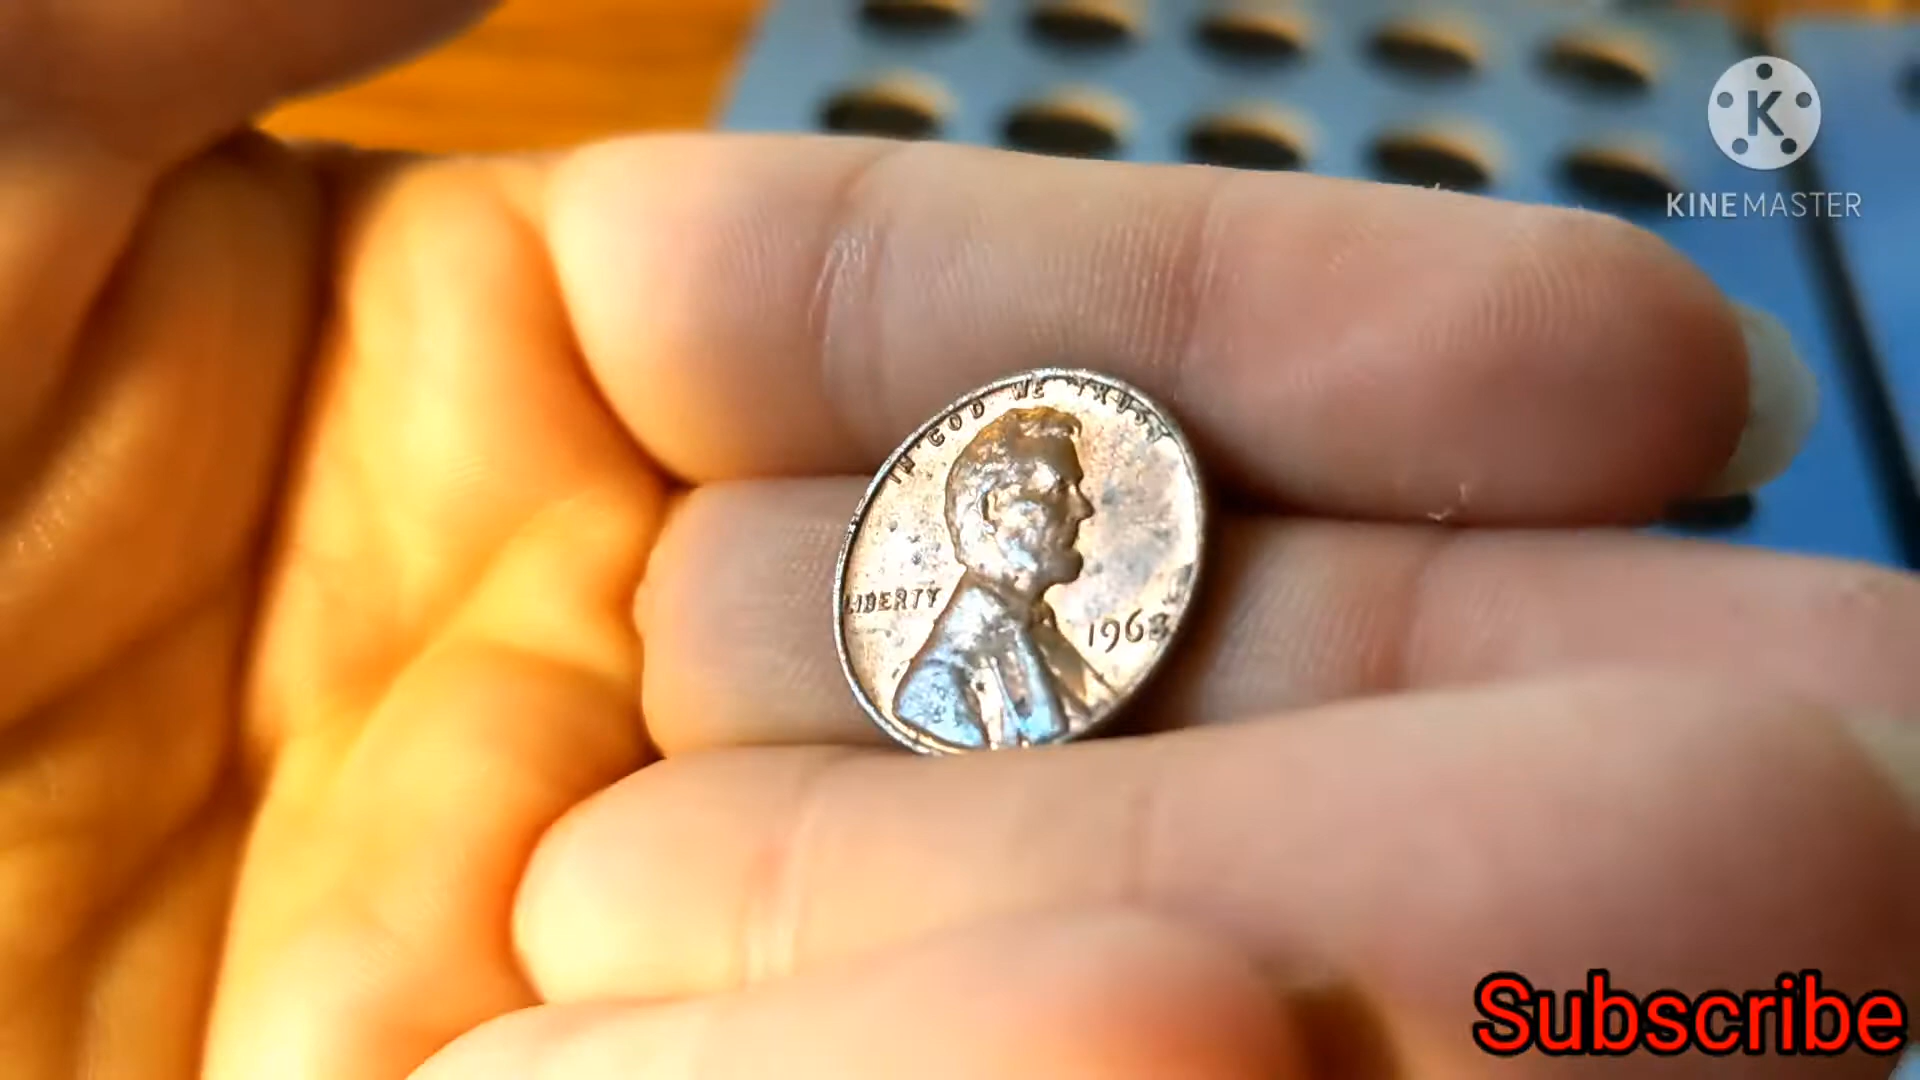 K
KINEMASTER
IN GOD WE TRUST
LIBERTY
1963
Subscribe